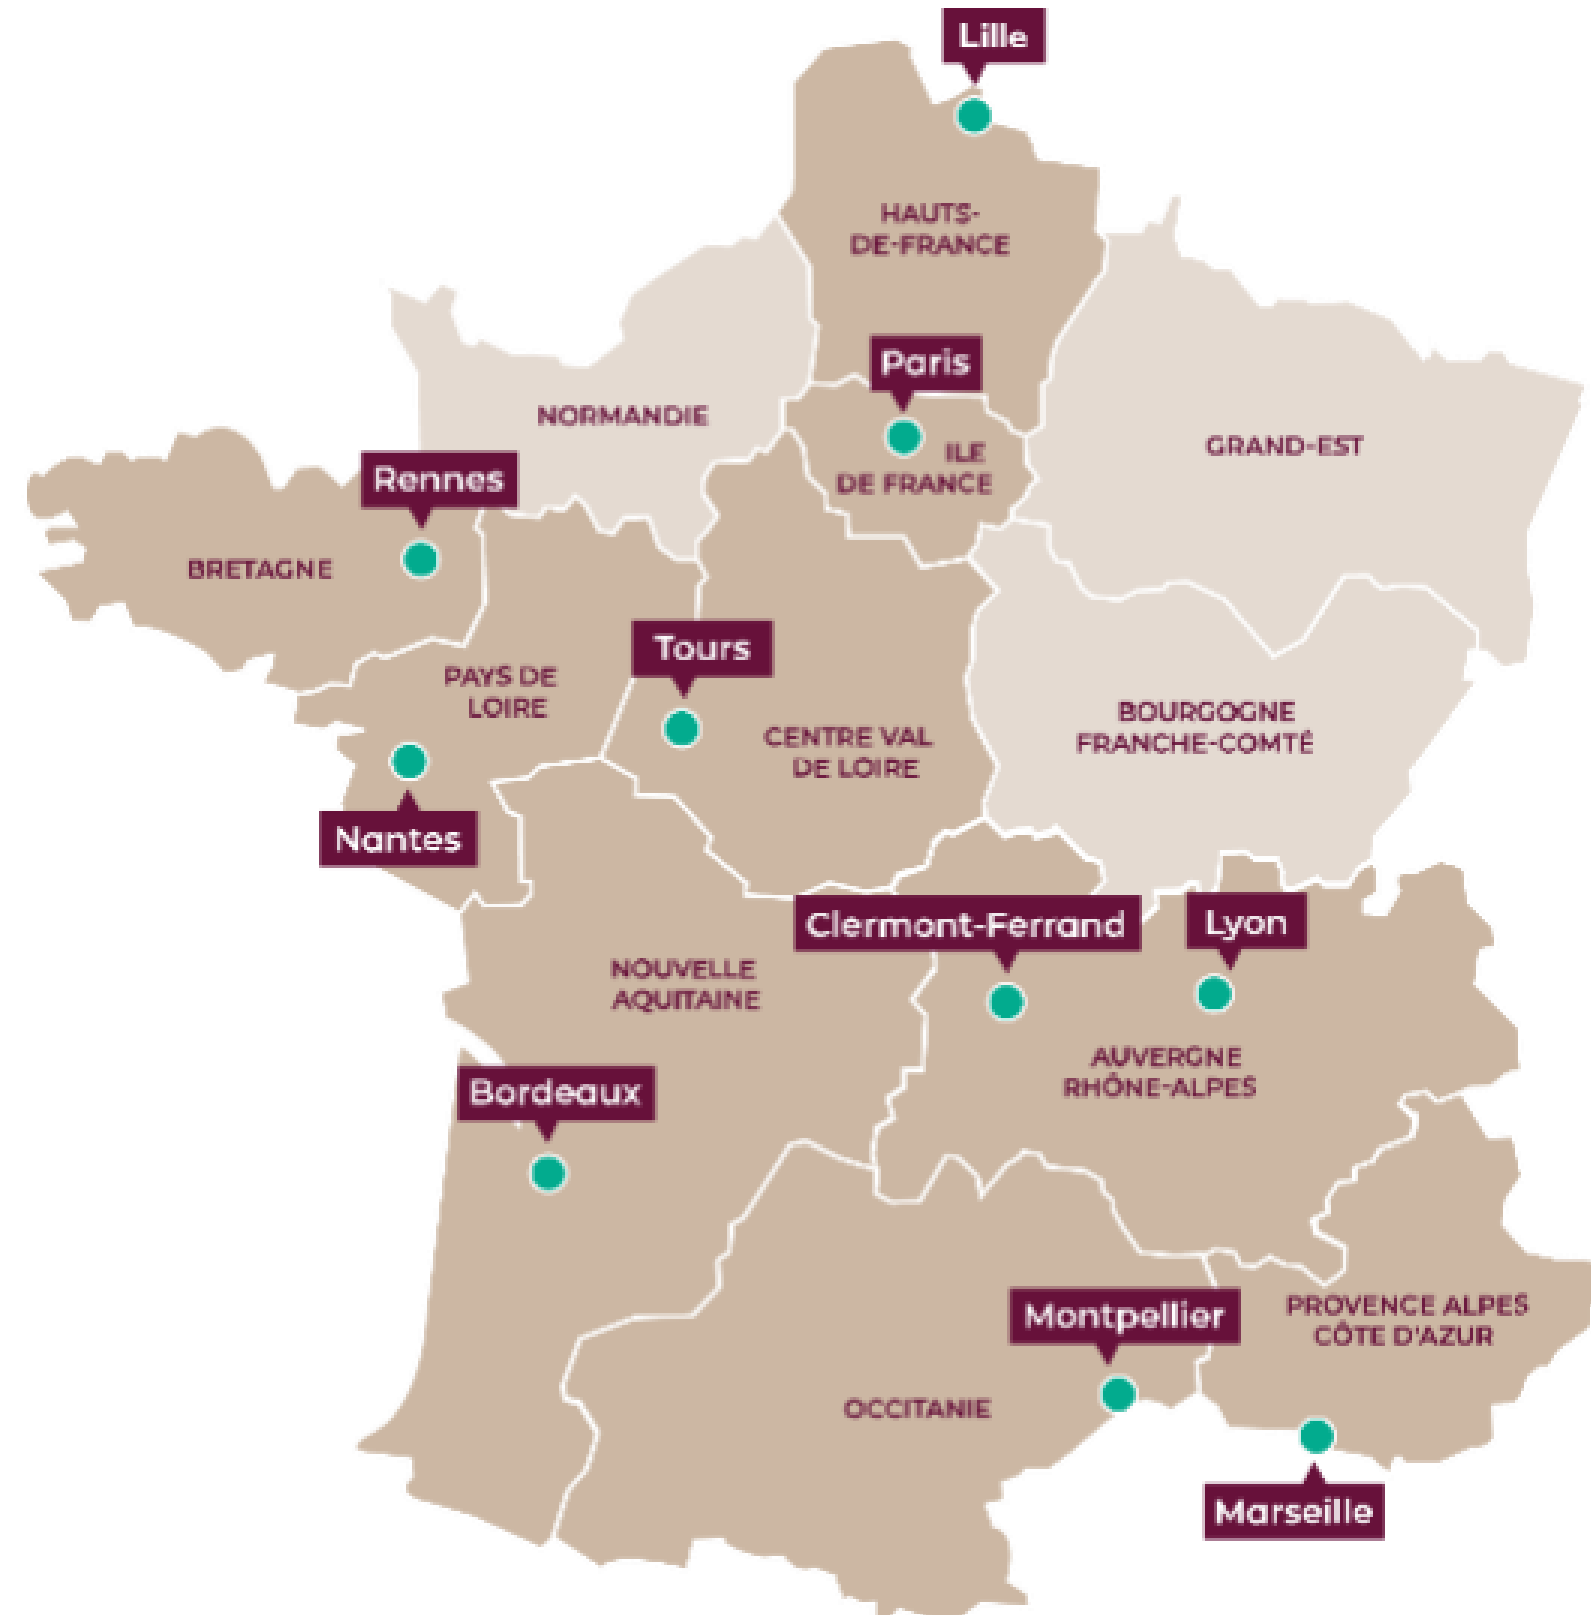 Lille
HAUTS-
DE-FRANCE
Paris
NORMANDIE
ILE
DE FRANCE
GRAND-EST
Rennes
BRETAGNE
Tours
PAYS DE
LOIRE
CENTRE VAL
DE LOIRE
BOURGOGNE
FRANCHE-COMTÉ
Nantes
Clermont-Ferrand
Lyon
NOUVELLE
AQUITAINE
AUVERGNE
RHÔNE-ALPES
Bordeaux
Montpellier
PROVENCE ALPES
CÔTE D'AZUR
OCCITANIE
Marseille